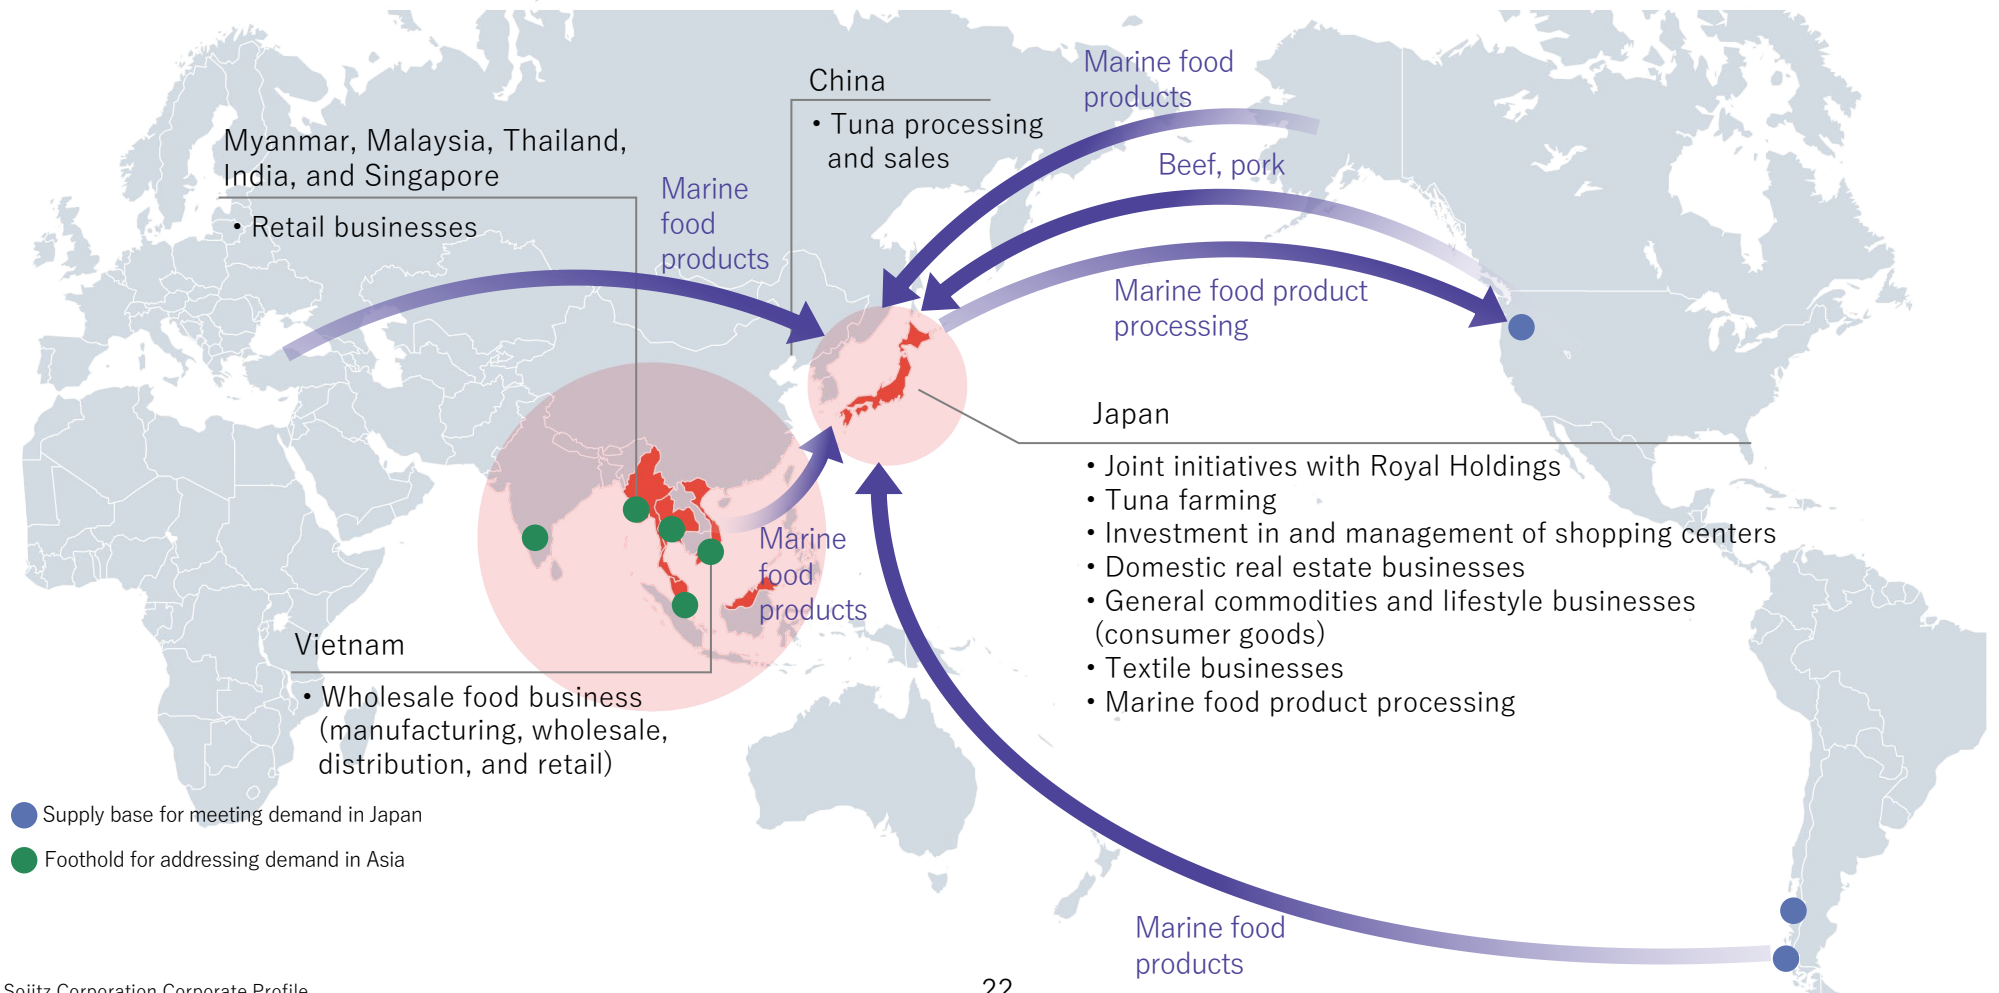 China
• Tuna processing
and sales
Marine food
products
Beef, pork
Marine food product
processing
Myanmar, Malaysia, Thailand,
India, and Singapore
• Retail businesses
Marine
food
products
Japan
• Joint initiatives with Royal Holdings
• Tuna farming
• Investment in and management of shopping centers
• Domestic real estate businesses
• General commodities and lifestyle businesses
(consumer goods)
• Textile businesses
• Marine food product processing
Marine
food
products
Vietnam
• Wholesale food business
(manufacturing, wholesale,
distribution, and retail)
Supply base for meeting demand in Japan
Foothold for addressing demand in Asia
Marine food
products
Sojitz Corporation Corporate Profile
22